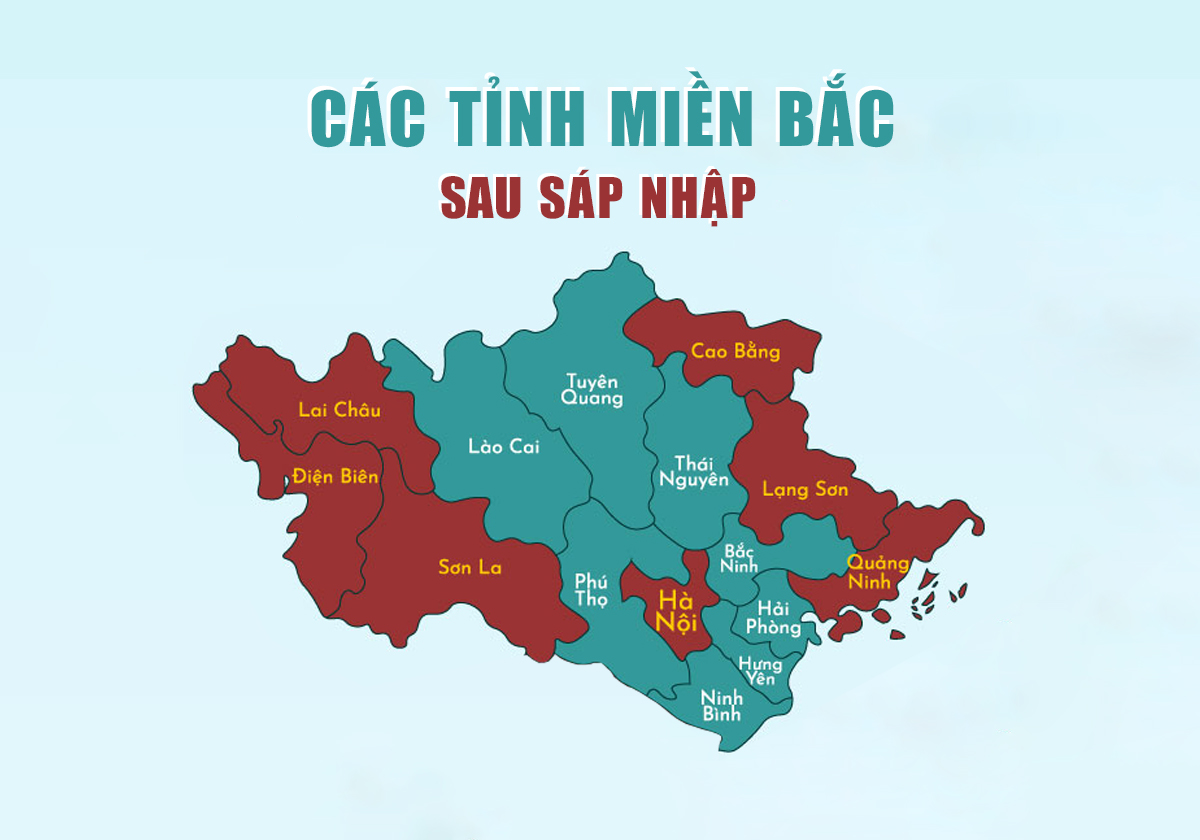 CÁC TỈNH MIỀN BẮC
SAU SÁP NHẬP
Cao Bằng
Tuyên
Quang
Lai Châu
Lào Cai
Thái
Nguyên
Điện Biên
Lạng Sơn
Sơn La
Bắc
Ninh
Quảng
Ninh
Phú
Thọ
Hà
Nội
Hải
Phòng
Hưng
Yên
Ninh
Bình